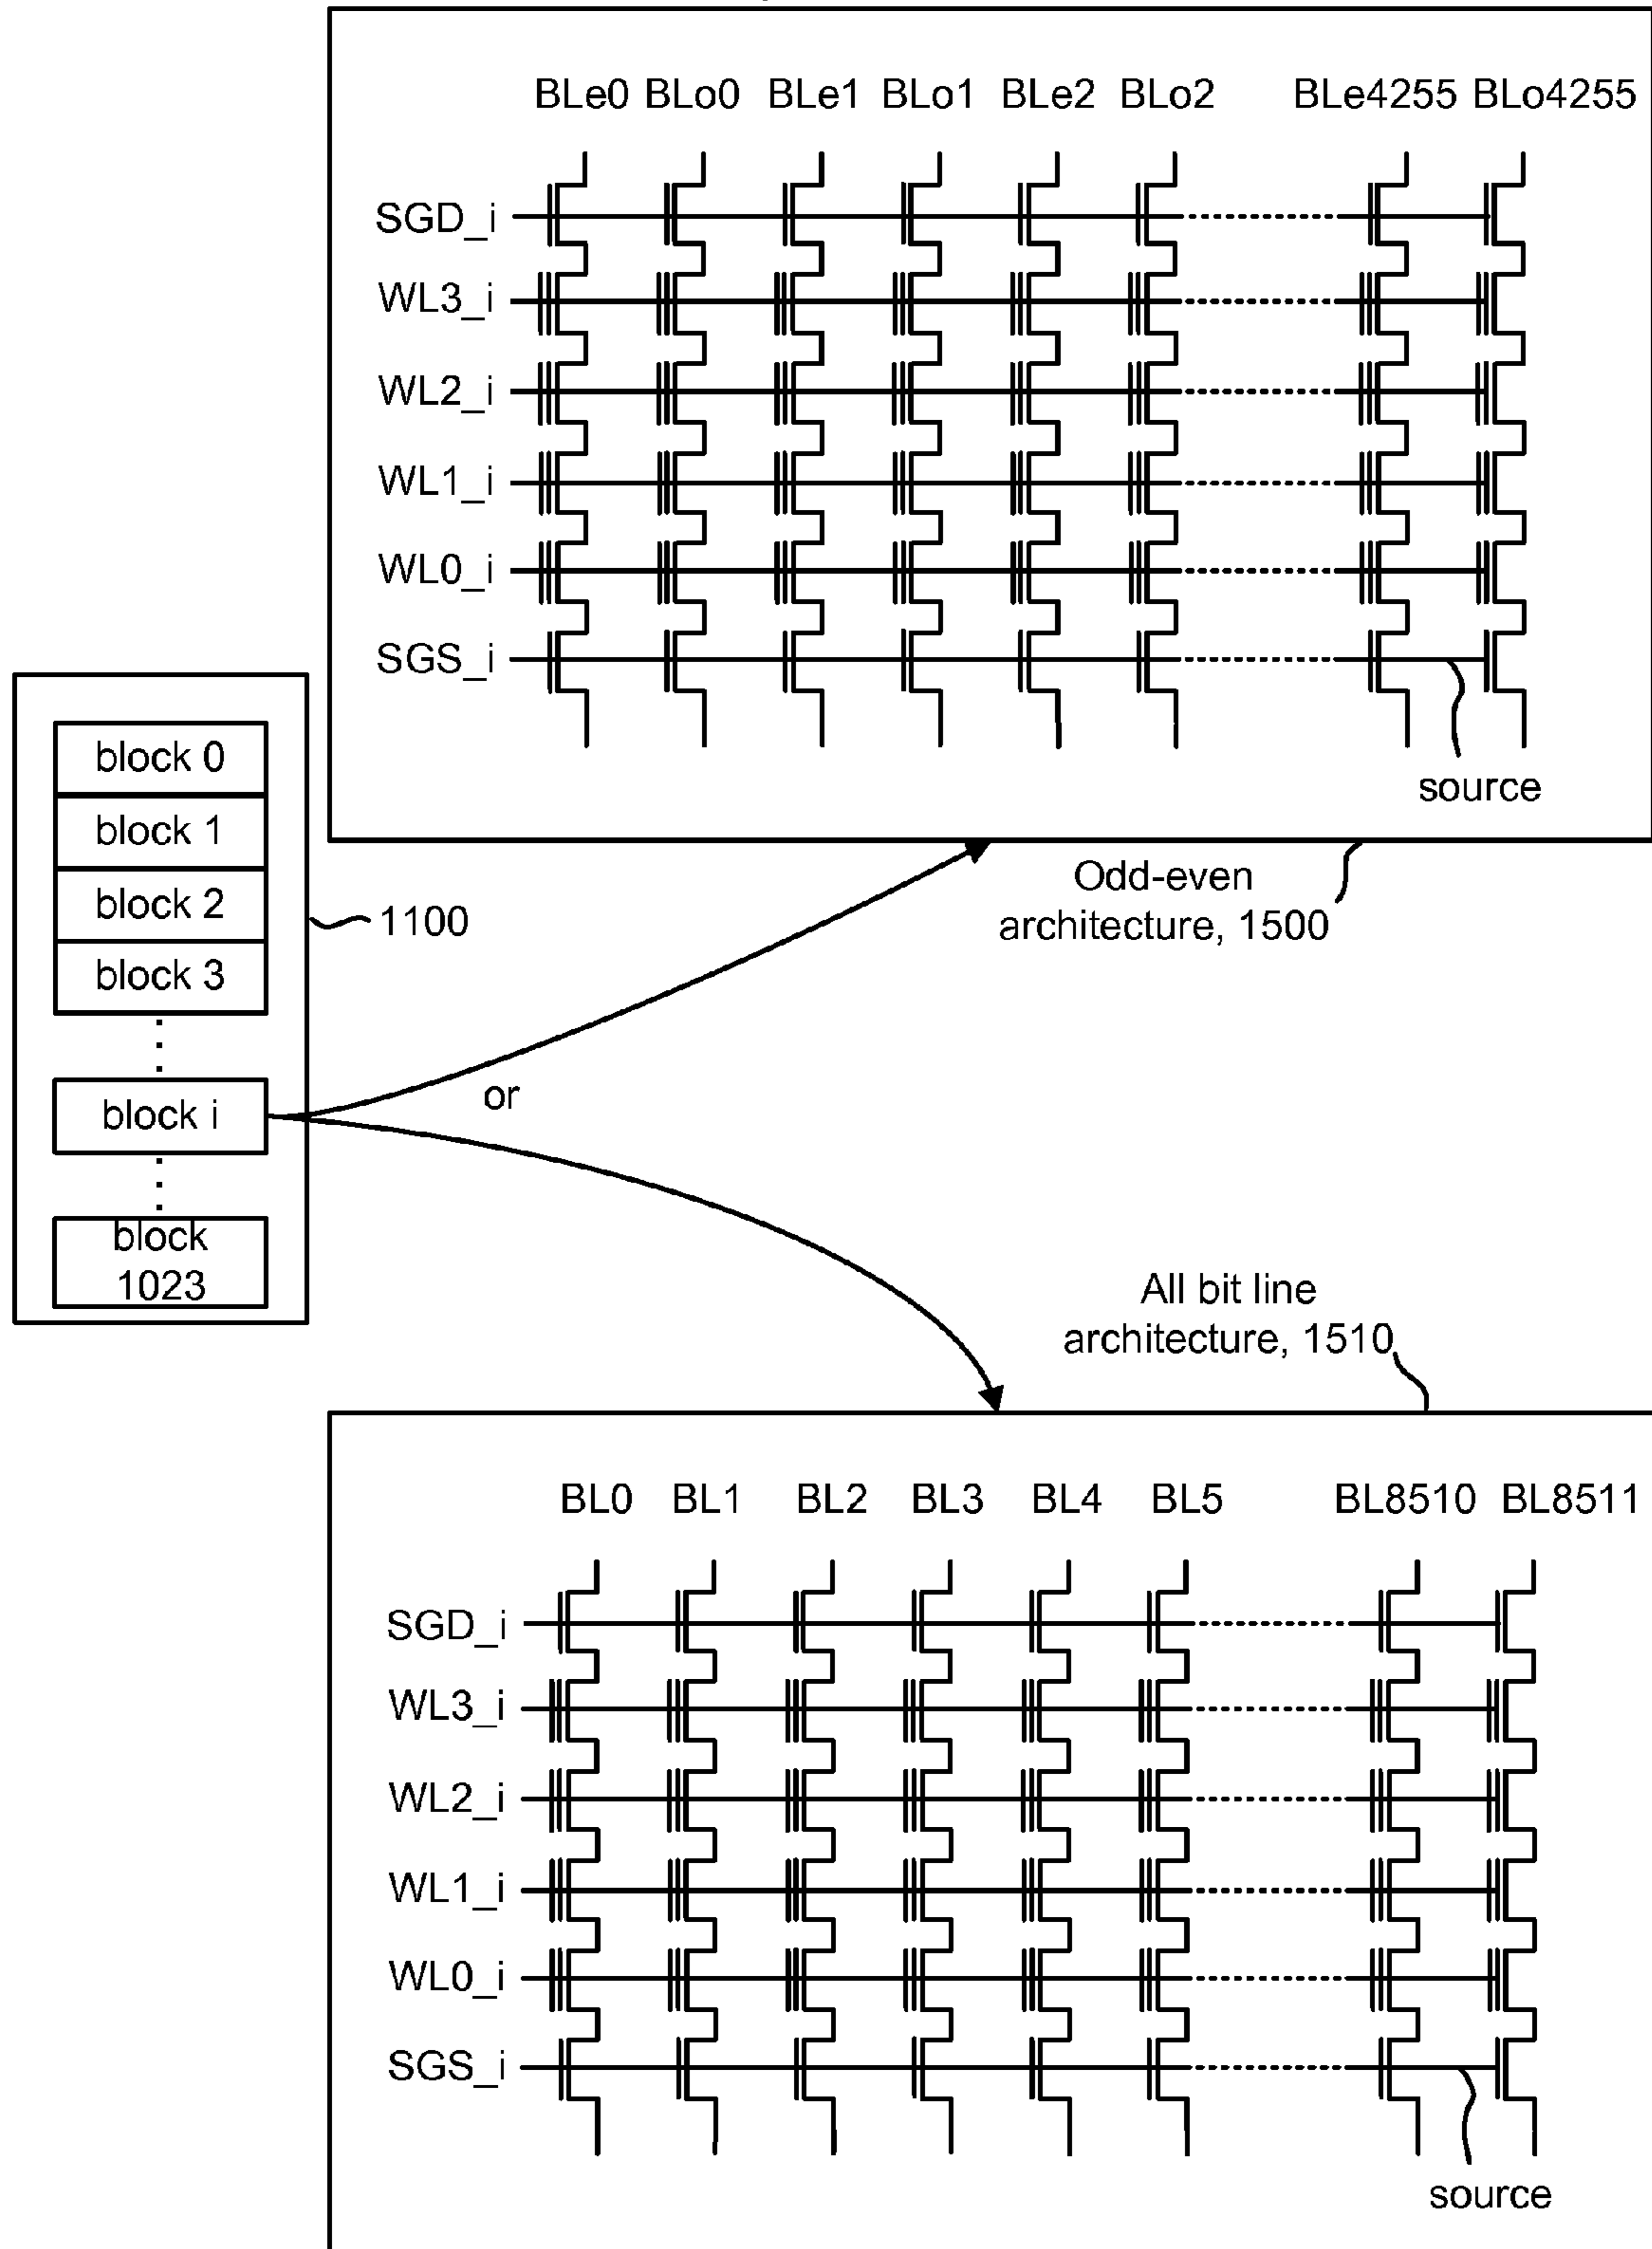 BLe0 BLo0 BLe1 BLo1 BLe2 BLo2 BLe4255 BLo4255
SGD_i
WL3_i
WL2_i
WL1_i
WL0_i
SGS_i
source
block 0
block 1
block 2
block 3
block i
block
1023
1100
or
Odd-even
architecture, 1500
All bit line
architecture, 1510
BL0 BL1 BL2 BL3 BL4 BL5 BL8510 BL8511
SGD_i
WL3_i
WL2_i
WL1_i
WL0_i
SGS_i
source